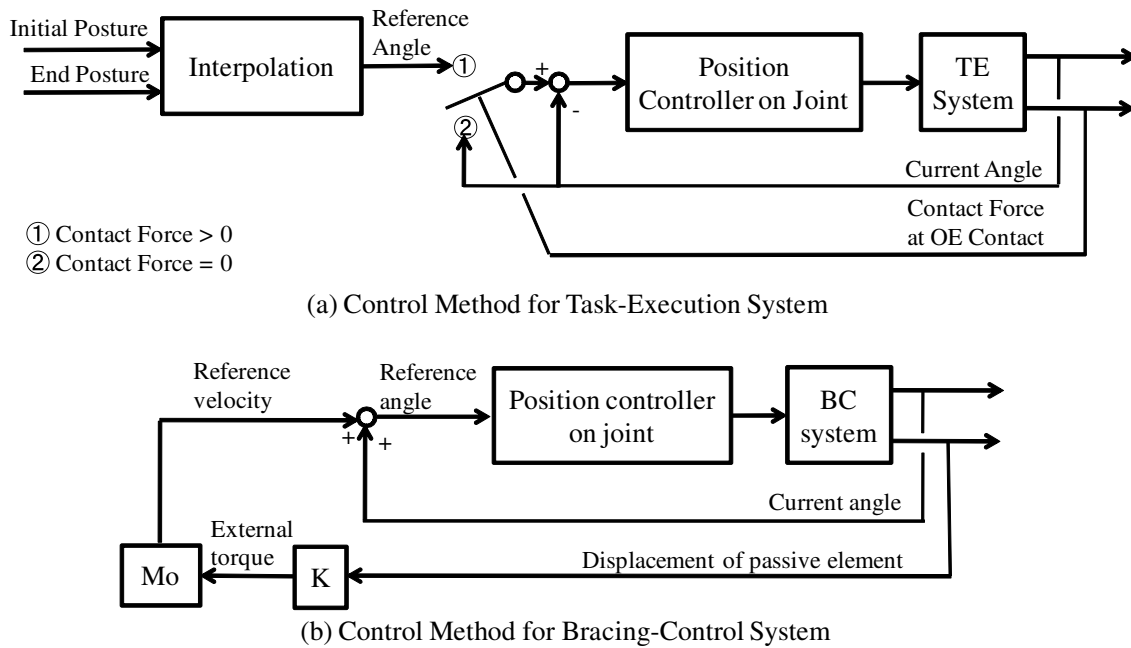 Initial Posture
End Posture
Interpolation
Reference
Angle
①
②
+
-
Position
Controller on Joint
TE
System
Current Angle
Contact Force
at OE Contact
① Contact Force > 0
② Contact Force = 0
(a) Control Method for Task-Execution System
Reference
velocity
Reference
angle
+
+
Position controller
on joint
BC
system
Current angle
External
torque
Mo
K
Displacement of passive element
(b) Control Method for Bracing-Control System